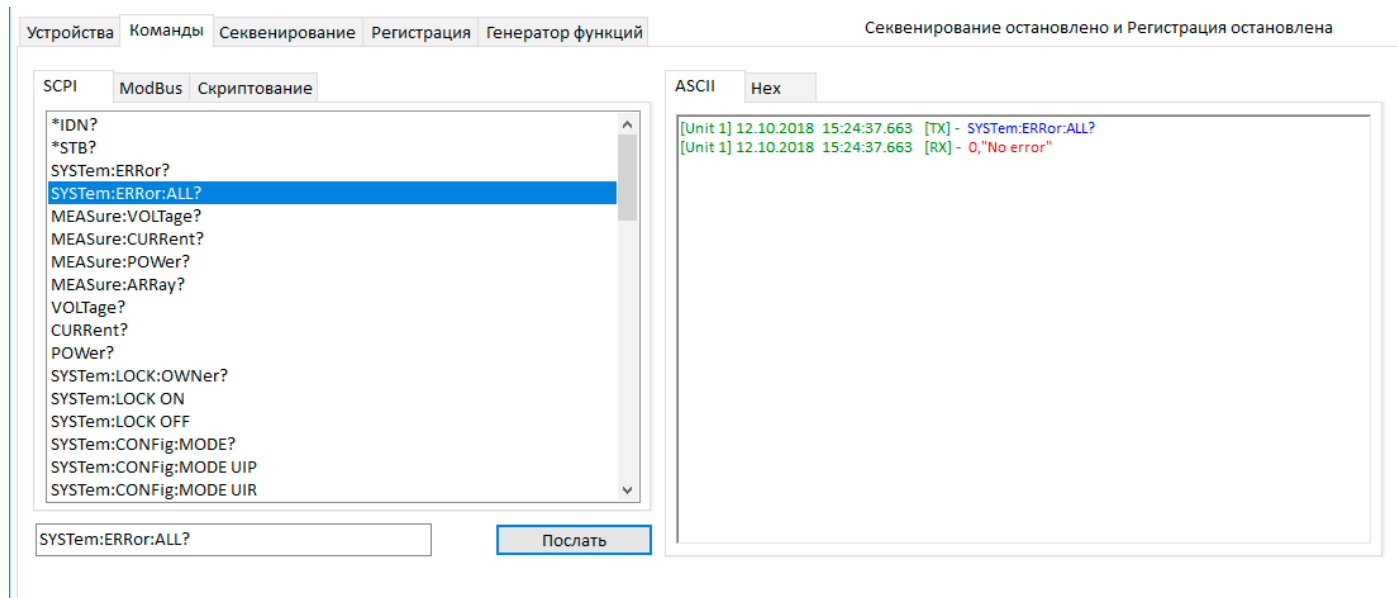 Устройства Команды Секвенирование Регистрация Генератор функций
Секвенирование остановлено и Регистрация остановлена
SCPI ModBus Скриптование
*IDN?
*STB?
SYSTem:ERRor?
SYSTem:ERRor:ALL?
MEASure:VOLTage?
MEASure:CURRent?
MEASure:POWer?
MEASure:ARRay?
VOLTage?
CURRent?
POWer?
SYSTem:LOCK:OWNer?
SYSTem:LOCK ON
SYSTem:LOCK OFF
SYSTem:CONFig:MODE?
SYSTem:CONFig:MODE UIP
SYSTem:CONFig:MODE UIR
SYSTem:ERRor:ALL?
Послать
ASCII Hex
[Unit 1] 12.10.2018 15:24:37.663 [TX] - SYSTem:ERRor:ALL?
[Unit 1] 12.10.2018 15:24:37.663 [RX] - 0,"No error"